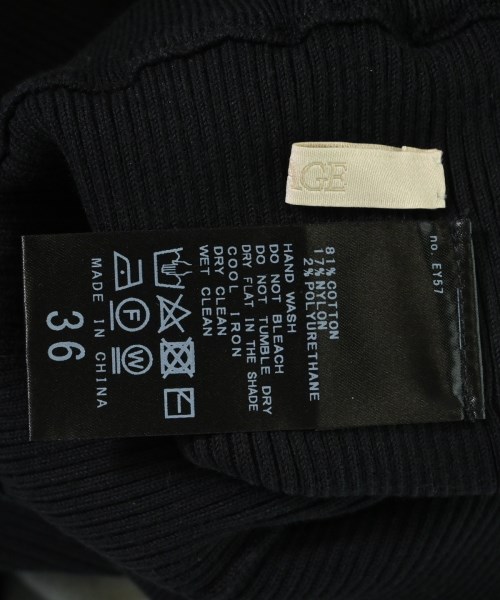 AGE
no. EY57
81% COTTON
17% NYLON
2% POLYURETHANE
HAND WASH
DO NOT BLEACH
DO NOT TUMBLE DRY
DRY FLAT IN THE SHADE
COOL IRON
DRY CLEAN
WET CLEAN
F W
MADE IN CHINA
36